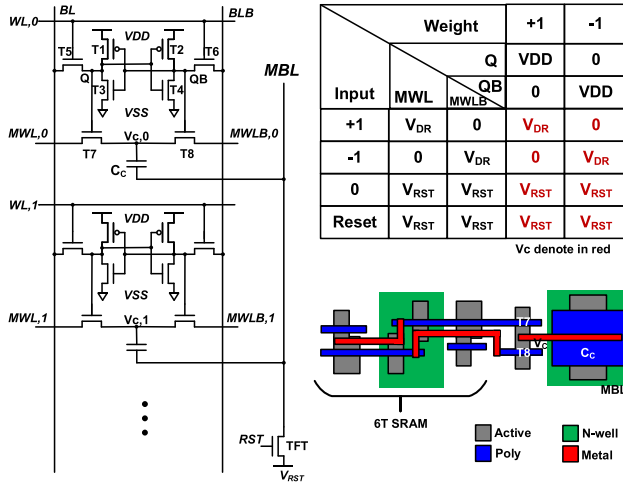 WL,0
BL
BLB
VDD
T5
T1
T2
T6
Q
QB
T3
T4
VSS
MBL
MWL,0
Vc,0
MWLB,0
T7
T8
CC
WL,1
VDD
VSS
MWL,1
Vc,1
MWLB,1
RST
TFT
VRST
Weight +1 -1
Q VDD 0
Input MWL MWLB QB 0 VDD
+1 VDR 0 VDR 0
-1 0 VDR 0 VDR
0 VRST VRST VRST VRST
Reset VRST VRST VRST VRST
Vc denote in red
T7
VC
T8
CC
MBL
6T SRAM
Active
N-well
Poly
Metal